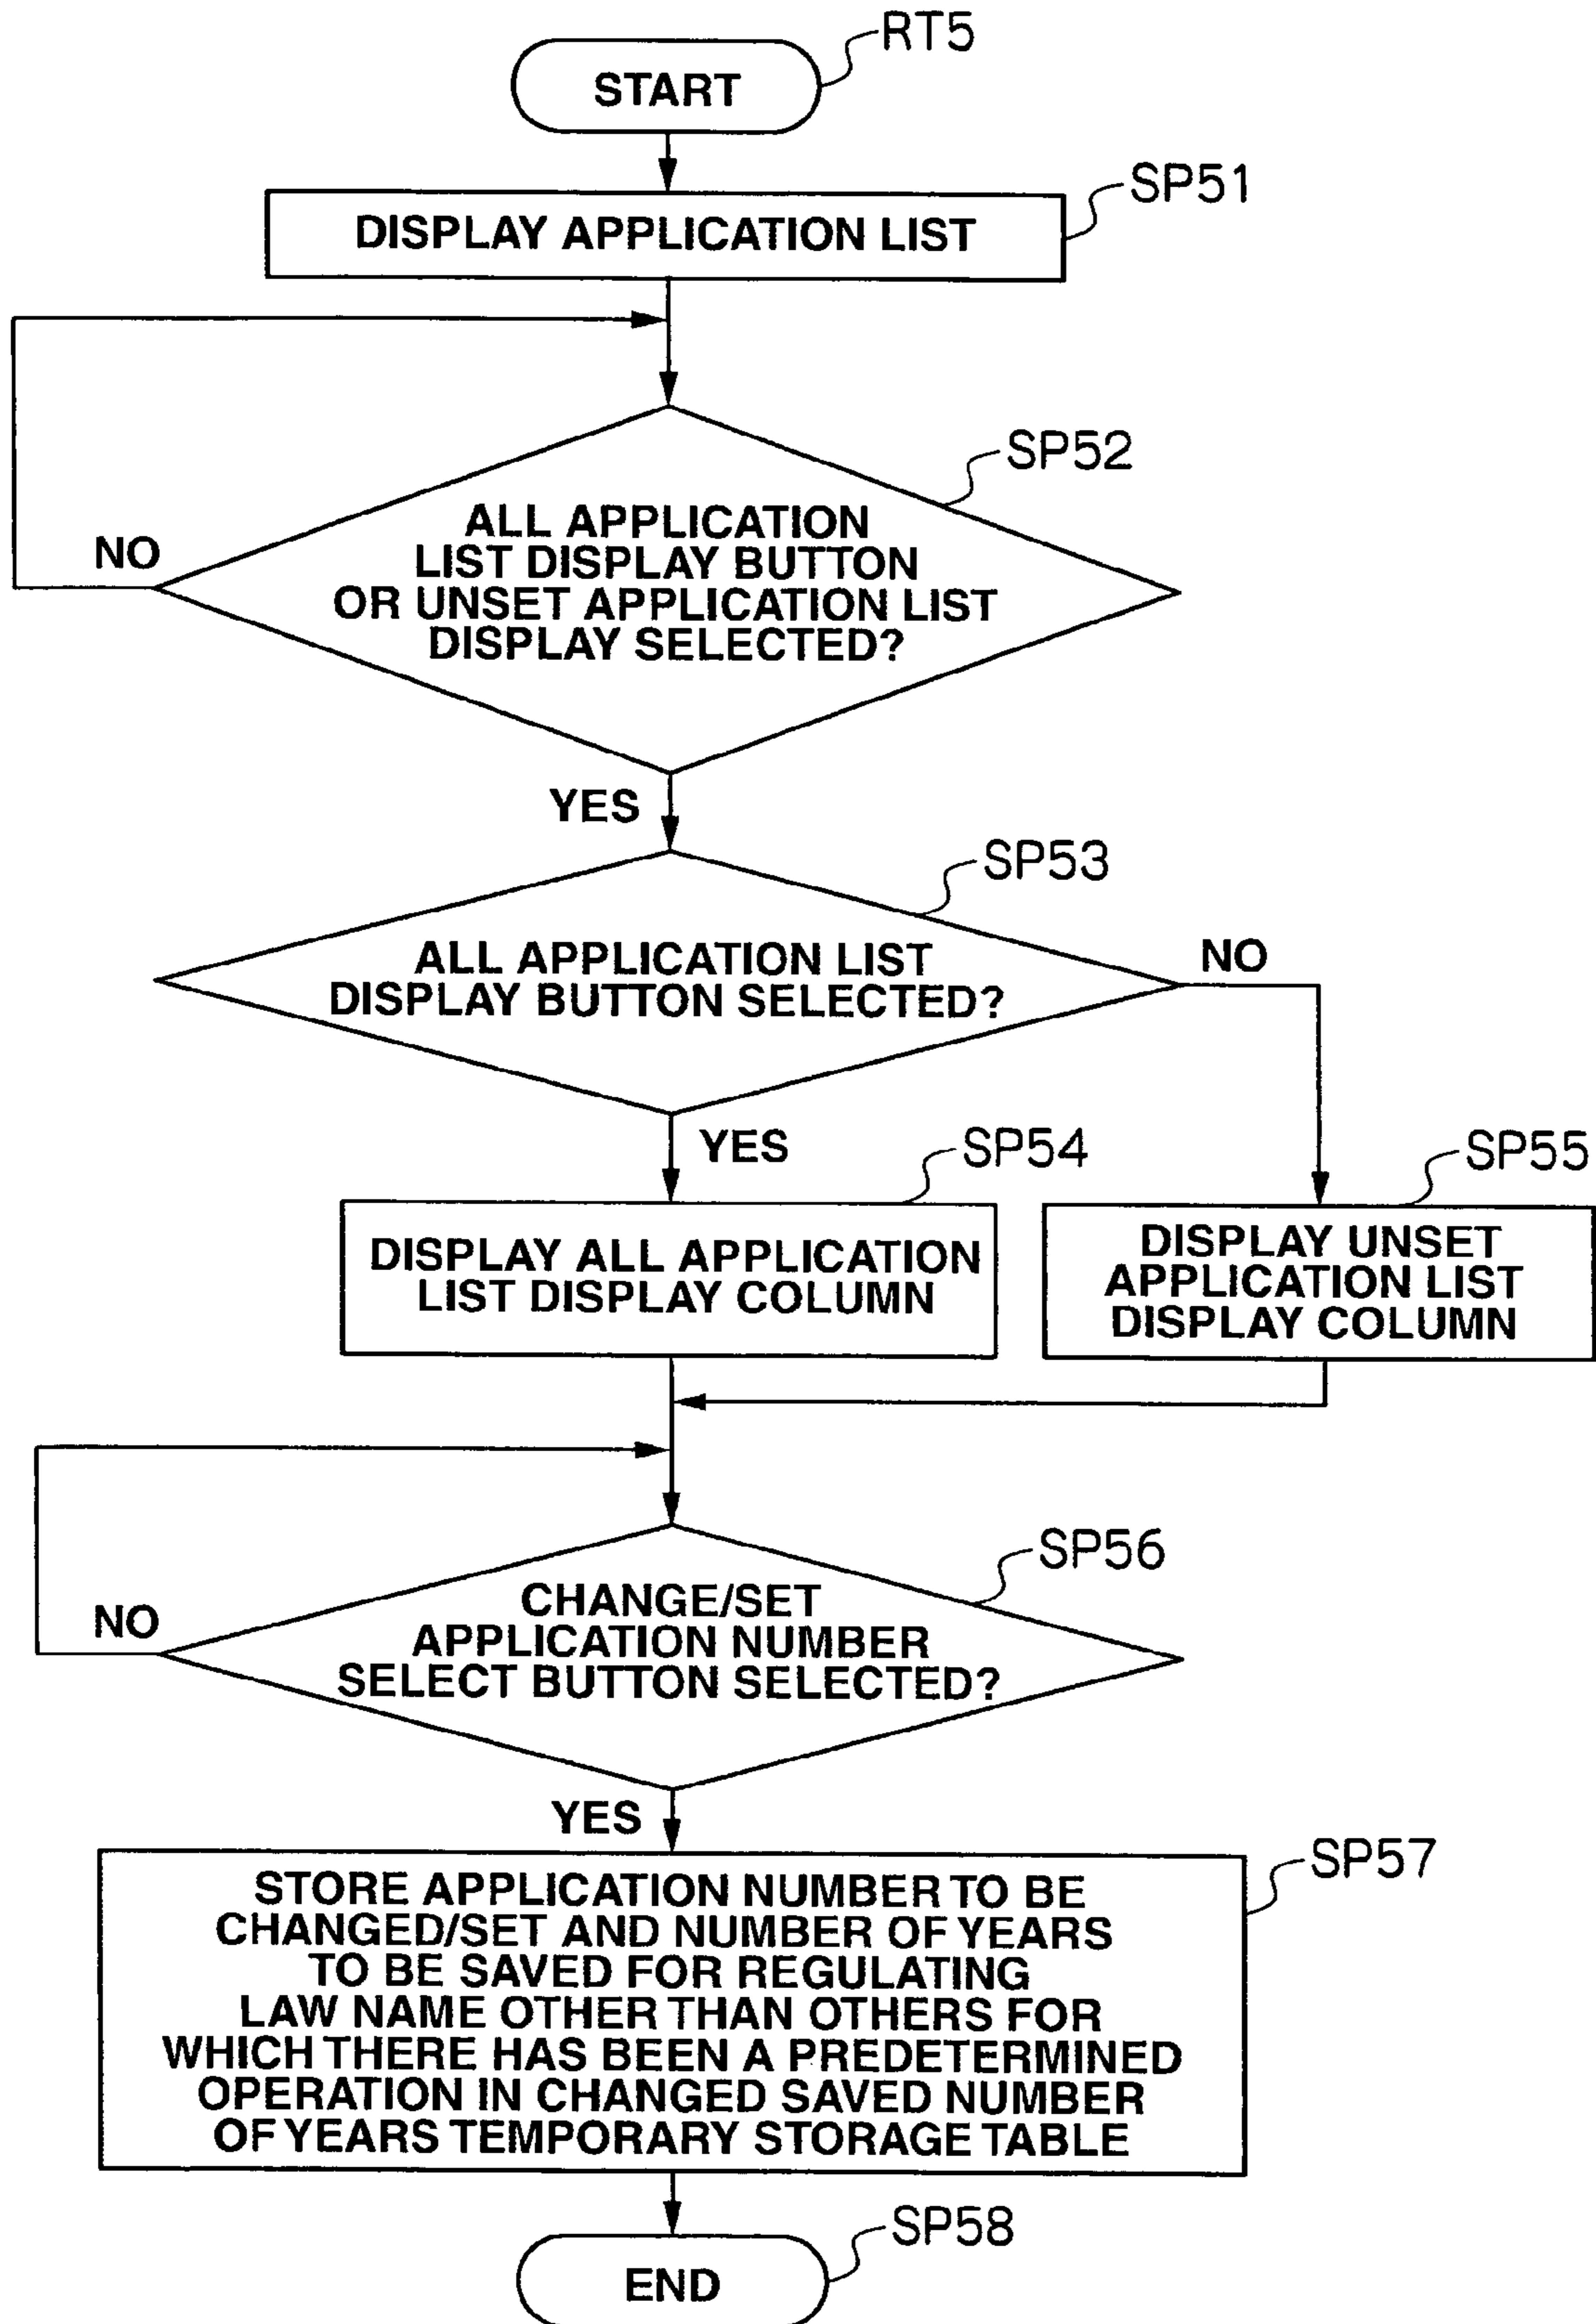 RT5
START
SP51
DISPLAY APPLICATION LIST
SP52
ALL APPLICATION
LIST DISPLAY BUTTON
OR UNSET APPLICATION LIST
DISPLAY SELECTED?
NO
YES
SP53
ALL APPLICATION LIST
DISPLAY BUTTON SELECTED?
NO
YES
SP54
DISPLAY ALL APPLICATION
LIST DISPLAY COLUMN
SP55
DISPLAY UNSET
APPLICATION LIST
DISPLAY COLUMN
SP56
CHANGE/SET
APPLICATION NUMBER
SELECT BUTTON SELECTED?
NO
YES
SP57
STORE APPLICATION NUMBER TO BE
CHANGED/SET AND NUMBER OF YEARS
TO BE SAVED FOR REGULATING
LAW NAME OTHER THAN OTHERS FOR
WHICH THERE HAS BEEN A PREDETERMINED
OPERATION IN CHANGED SAVED NUMBER
OF YEARS TEMPORARY STORAGE TABLE
SP58
END